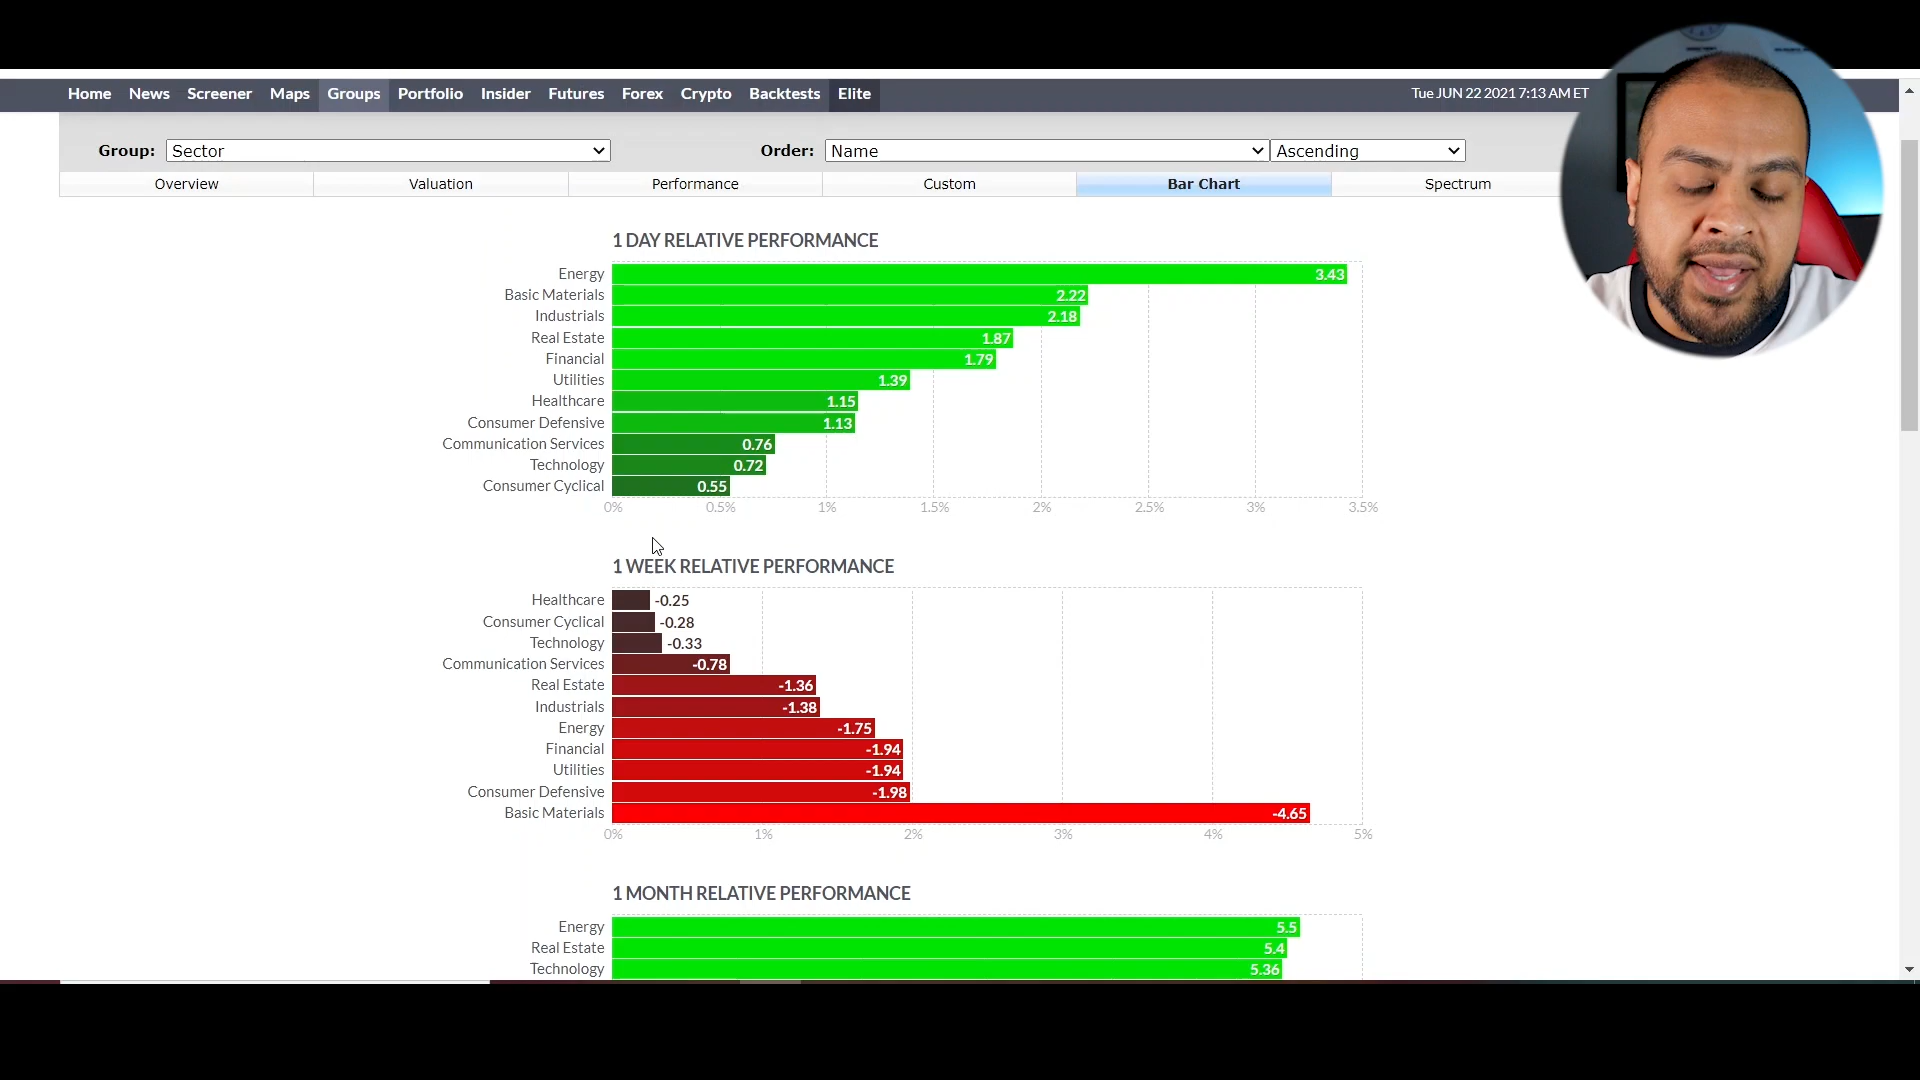 Home News Screener Maps Groups Portfolio Insider Futures Forex Crypto Backtests Elite Tue JUN 22 2021 7:13 AM ET
Group: Sector Order: Name Ascending
Overview Valuation Performance Custom Bar Chart Spectrum
1 DAY RELATIVE PERFORMANCE
Energy 3.43
Basic Materials 2.22
Industrials 2.18
Real Estate 1.87
Financial 1.79
Utilities 1.39
Healthcare 1.15
Consumer Defensive 1.13
Communication Services 0.76
Technology 0.72
Consumer Cyclical 0.55
0% 0.5% 1% 1.5% 2% 2.5% 3% 3.5%
1 WEEK RELATIVE PERFORMANCE
Healthcare -0.25
Consumer Cyclical -0.28
Technology -0.33
Communication Services -0.78
Real Estate -1.36
Industrials -1.38
Energy -1.75
Financial -1.94
Utilities -1.94
Consumer Defensive -1.98
Basic Materials -4.65
0% 1% 2% 3% 4% 5%
1 MONTH RELATIVE PERFORMANCE
Energy 5.5
Real Estate 5.4
Technology 5.36